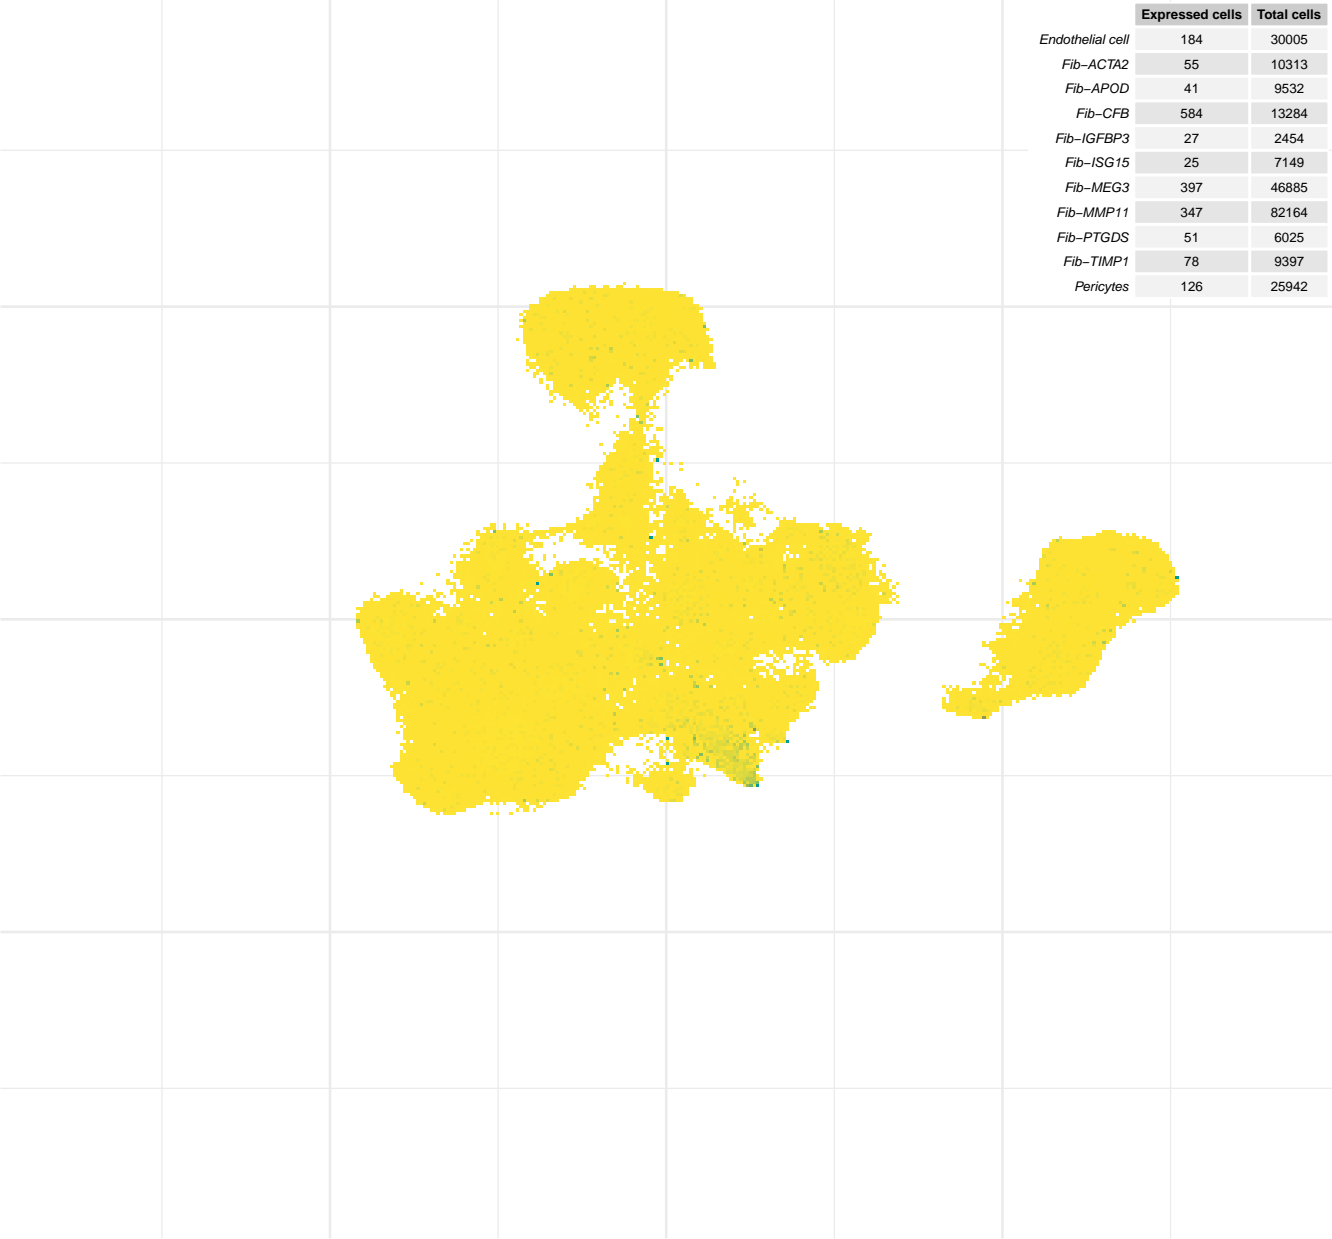 Expressed cells Total cells
Endothelial cell 184 30005
Fib−ACTA2 55 10313
Fib−APOD 41 9532
Fib−CFB 584 13284
Fib−IGFBP3 27 2454
Fib−ISG15 25 7149
Fib−MEG3 397 46885
Fib−MMP11 347 82164
Fib−PTGDS 51 6025
Fib−TIMP1 78 9397
Pericytes 126 25942